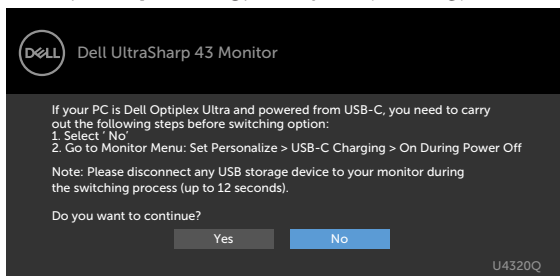 DELL
Dell UltraSharp 43 Monitor
If your PC is Dell Optiplex Ultra and powered from USB-C, you need to carry
out the following steps before switching option:
1. Select ' No'
2. Go to Monitor Menu: Set Personalize > USB-C Charging > On During Power Off
Note: Please disconnect any USB storage device to your monitor during
the switching process (up to 12 seconds).
Do you want to continue?
Yes No
U4320Q